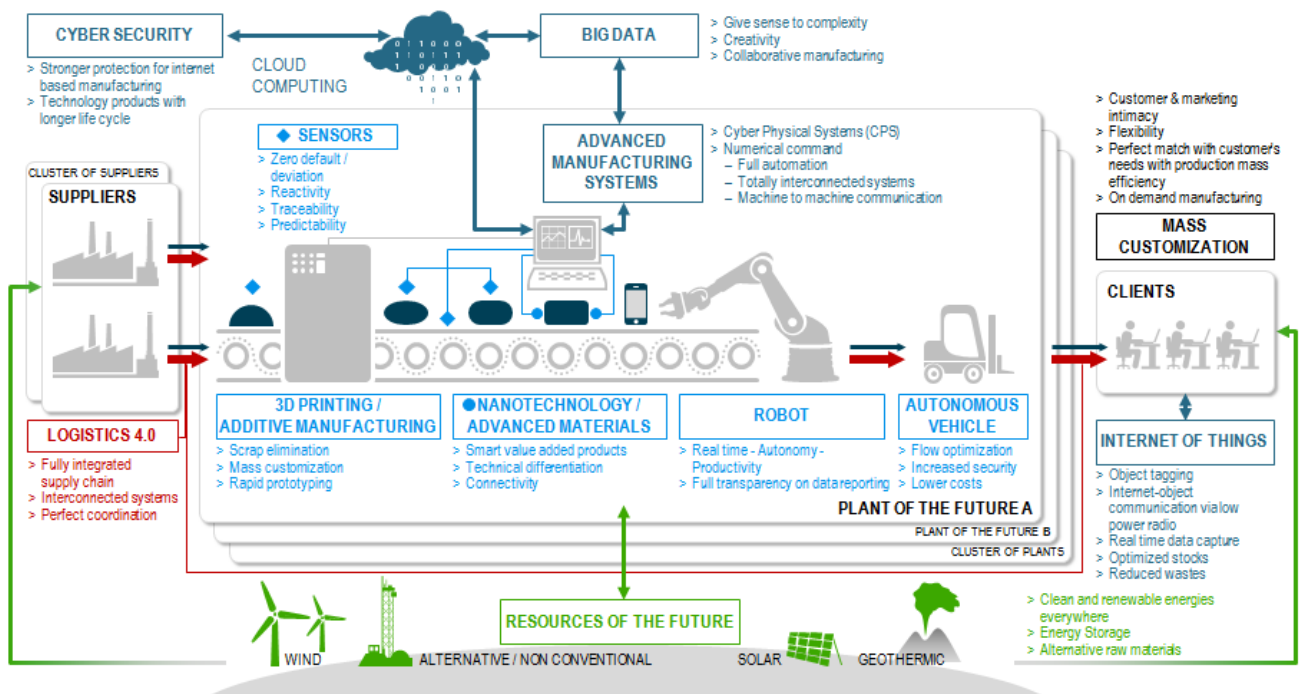 CYBER SECURITY
> Stronger protection for internet
based manufacturing
> Technology products with
longer life cycle
CLOUD
COMPUTING
0 1 1 0 0 0
BIG DATA
> Give sense to complexity
> Creativity
> Collaborative manufacturing
◆ SENSORS
> Zero default /
deviation
> Reactivity
> Traceability
> Predictability
ADVANCED
MANUFACTURING
SYSTEMS
> Cyber Physical Systems (CPS)
> Numerical command
– Full automation
– Totally interconnected systems
– Machine to machine communication
> Customer & marketing
intimacy
> Flexibility
> Perfect match with customer's
needs with production mass
efficiency
> On demand manufacturing
MASS
CUSTOMIZATION
CLUSTER OF SUPPLIERS
SUPPLIERS
CLIENTS
LOGISTICS 4.0
> Fully integrated
supply chain
> Interconnected systems
> Perfect coordination
3D PRINTING /
ADDITIVE MANUFACTURING
> Scrap elimination
> Mass customization
> Rapid prototyping
●NANOTECHNOLOGY /
ADVANCED MATERIALS
> Smart value added products
> Technical differentiation
> Connectivity
ROBOT
> Real time - Autonomy -
Productivity
> Full transparency on data reporting
AUTONOMOUS
VEHICLE
> Flow optimization
> Increased security
> Lower costs
INTERNET OF THINGS
> Object tagging
> Internet-object
communication via low
power radio
> Real time data capture
> Optimized stocks
> Reduced wastes
PLANT OF THE FUTURE A
PLANT OF THE FUTURE B
CLUSTER OF PLANTS
RESOURCES OF THE FUTURE
> Clean and renewable energies
everywhere
> Energy Storage
> Alternative raw materials
WIND
ALTERNATIVE / NON CONVENTIONAL
SOLAR
GEOTHERMIC